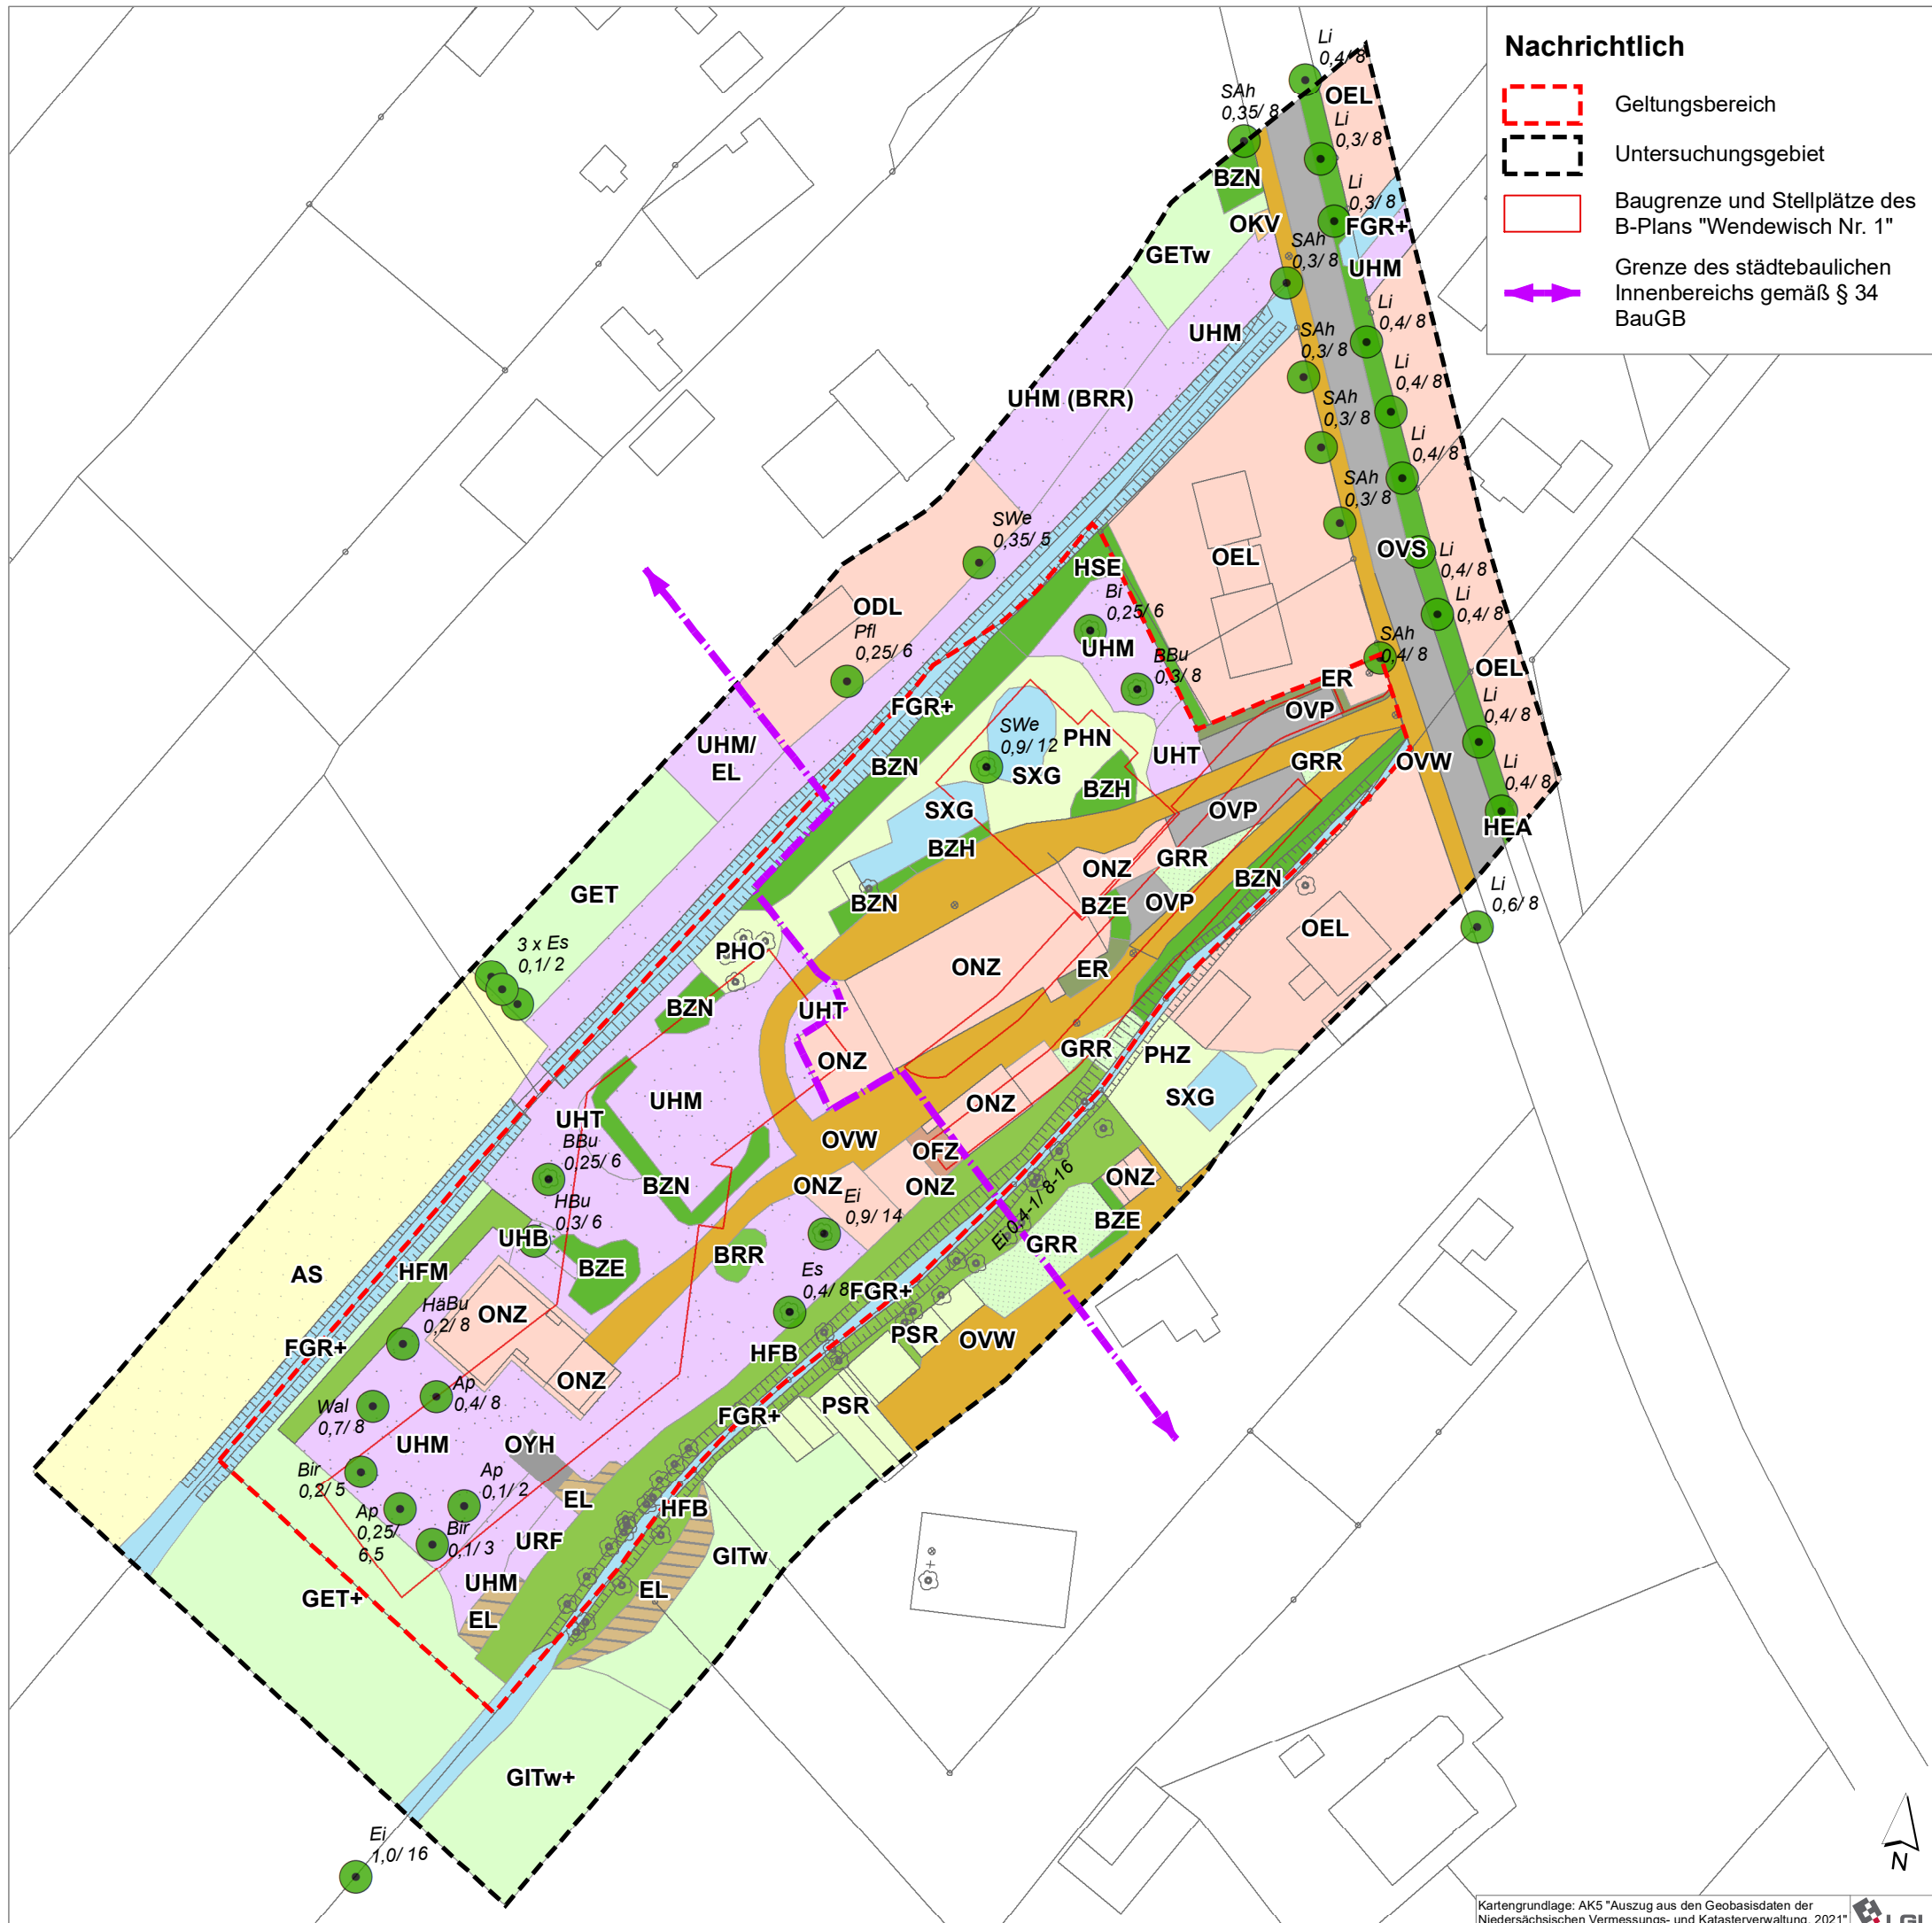 Nachrichtlich
Geltungsbereich
Untersuchungsgebiet
Baugrenze und Stellplätze des
B-Plans "Wendewisch Nr. 1"
Grenze des städtebaulichen
Innenbereichs gemäß § 34
BauGB
Li
0,4/ 8
SAh
0,35/ 8
OEL
Li
0,3/ 8
BZN
Li
0,3/ 8
OKV
FGR+
SAh
0,3/ 8
GETw
UHM
Li
0,4/ 8
UHM
SAh
0,3/ 8
Li
0,4/ 8
UHM (BRR)
SAh
0,3/ 8
Li
0,4/ 8
SAh
0,3/ 8
SWe
0,35/ 5
OVS
Li
0,4/ 8
OEL
HSE
Bi
0,25/ 6
Li
0,4/ 8
ODL
Pfl
0,25/ 6
UHM
SAh
0,4/ 8
BBu
0,3/ 8
OEL
ER
FGR+
OVP
Li
0,4/ 8
SWe
0,9/ 12
PHN
UHM/
EL
UHT
GRR
OVW
BZN
SXG
Li
0,4/ 8
BZH
SXG
OVP
HEA
BZH
GRR
ONZ
BZN
GET
Li
0,6/ 8
BZN
BZE
OVP
OEL
3 x Es
0,1/ 2
PHO
ONZ
ER
BZN
UHT
GRR
PHZ
ONZ
UHM
SXG
ONZ
UHT
BBu
0,25/ 6
OVW
OFZ
ONZ
BZN
ONZ
Ei
0,9/ 14
ONZ
Ei 0,4-1/ 8-16
BZE
HBu
0,3/ 6
UHB
GRR
BRR
BZE
AS
HFM
Es
0,4/ 8
FGR+
HäBu
0,2/ 8
ONZ
PSR
OVW
FGR+
HFB
ONZ
Ap
0,4/ 8
Wal
0,7/ 8
PSR
FGR+
UHM
OYH
Bir
0,2/ 5
Ap
0,1/ 2
EL
HFB
Ap
0,25/
6,5
Bir
0,1/ 3
URF
GITw
UHM
EL
GET+
EL
GITw+
Ei
1,0/ 16
N
Kartengrundlage: AK5 "Auszug aus den Geobasisdaten der
Niedersächsischen Vermessungs- und Katasterverwaltung, 2021"
LGL